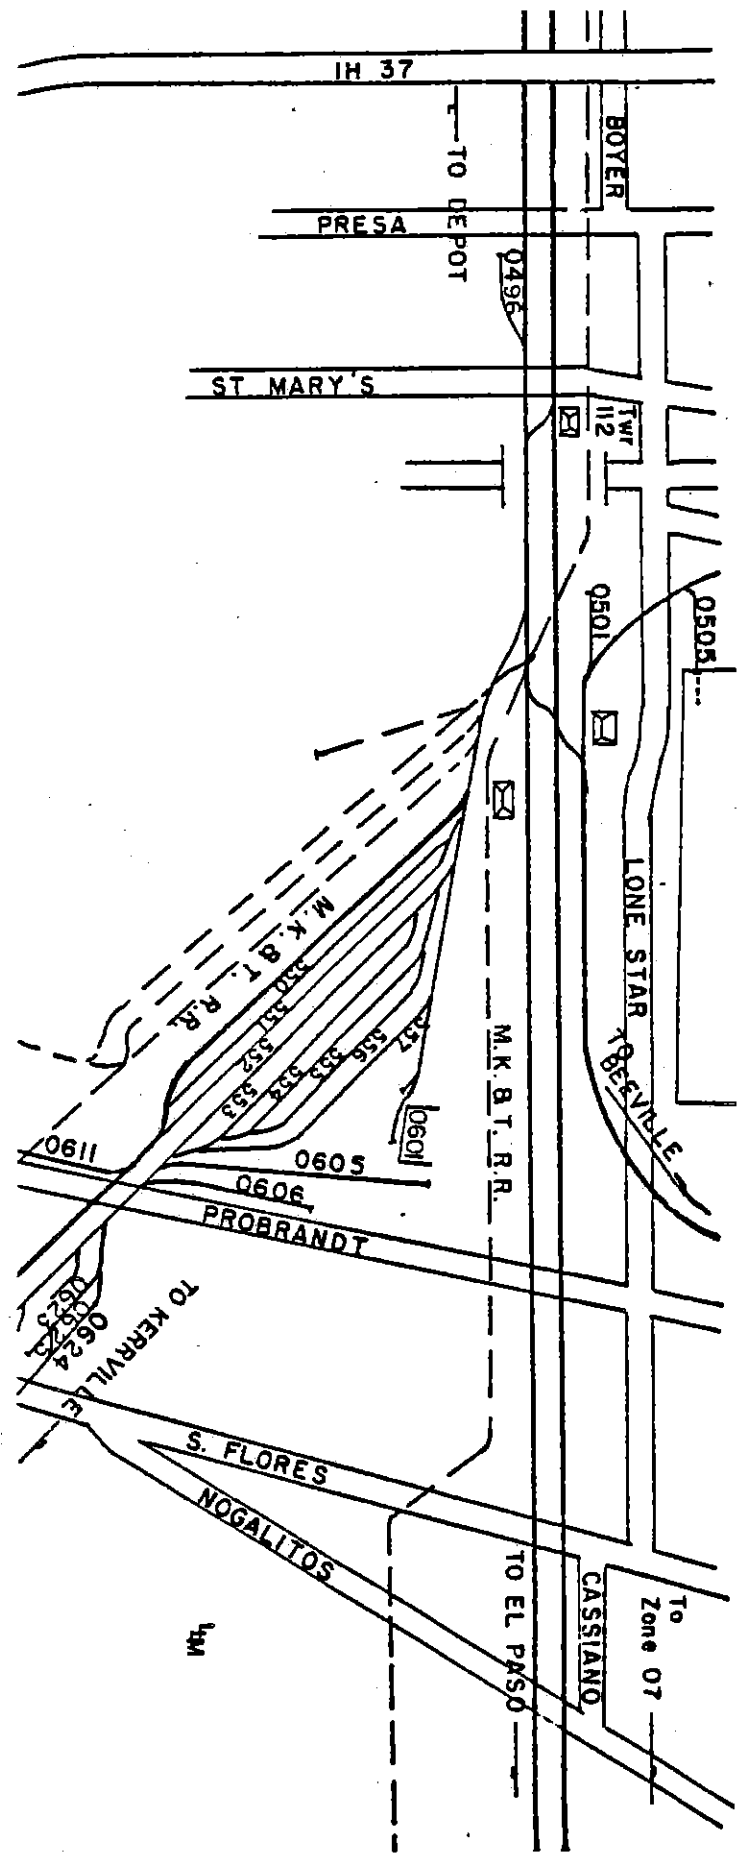 IH 37
BOYER
TO DEPOT
PRESA
0496
ST MARY'S
Twr
112
0501
0505
LONE STAR
M.K. & T. R.R.
550
551
552
553
554
555
556
557
M.K. & T. R.R.
TO
BEEVILLE
0601
0611
0605
0606
PROBRANDT
0624
TO KERRVILLE
S. FLORES
NOGALITOS
TO EL PASO
CASSIANO
To
Zone 07